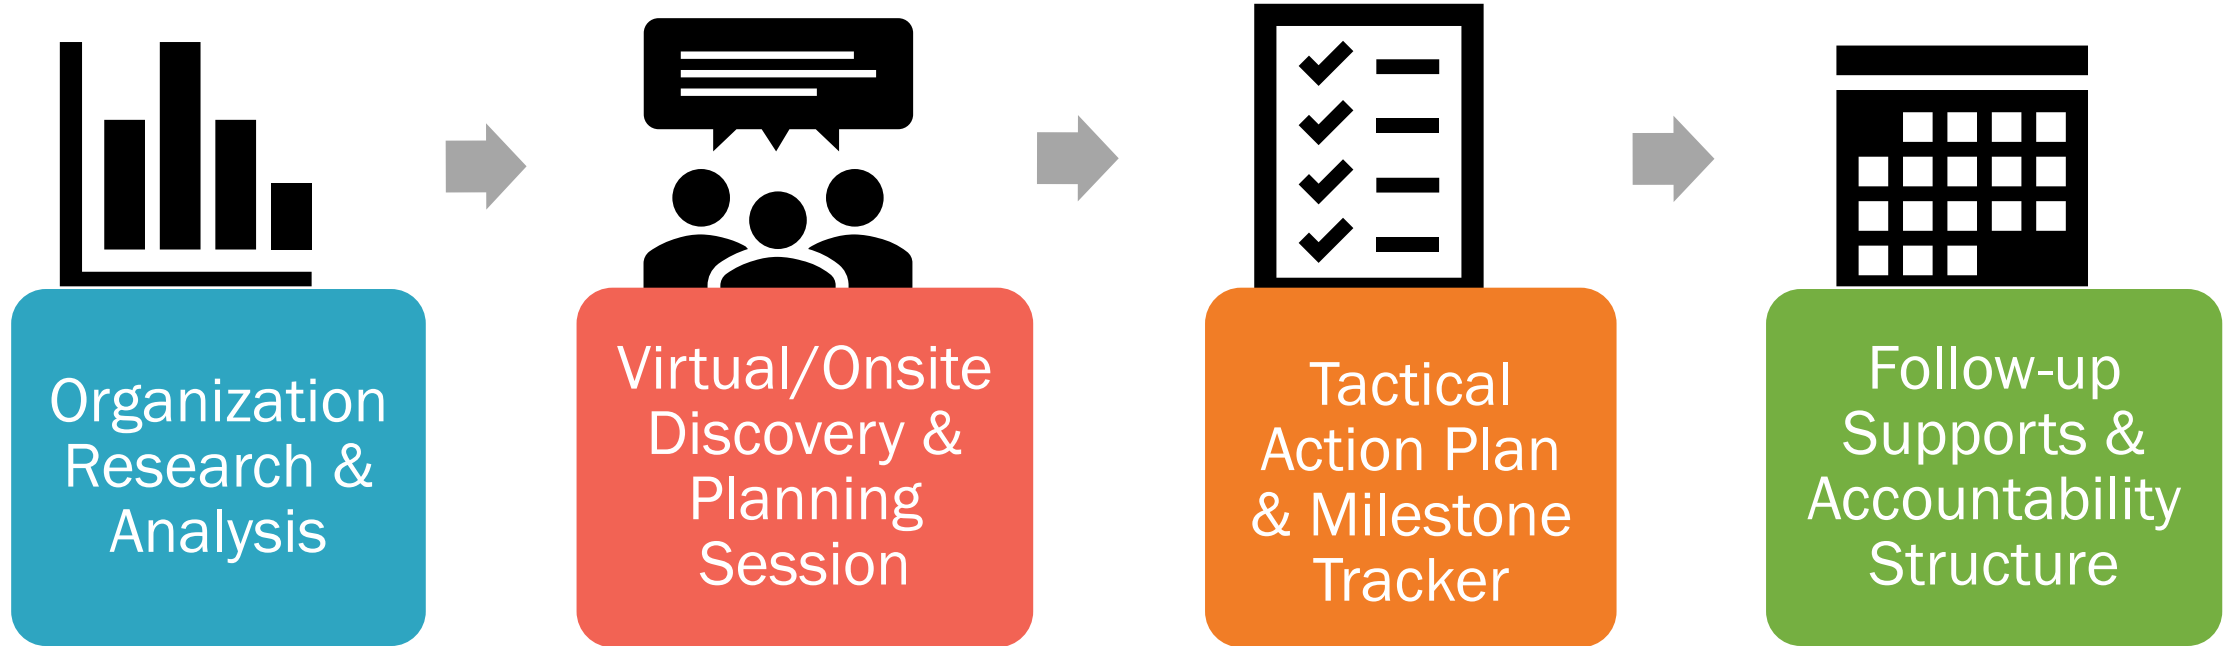 Organization
Research &
Analysis
Virtual/Onsite
Discovery &
Planning
Session
Tactical
Action Plan
& Milestone
Tracker
Follow-up
Supports &
Accountability
Structure